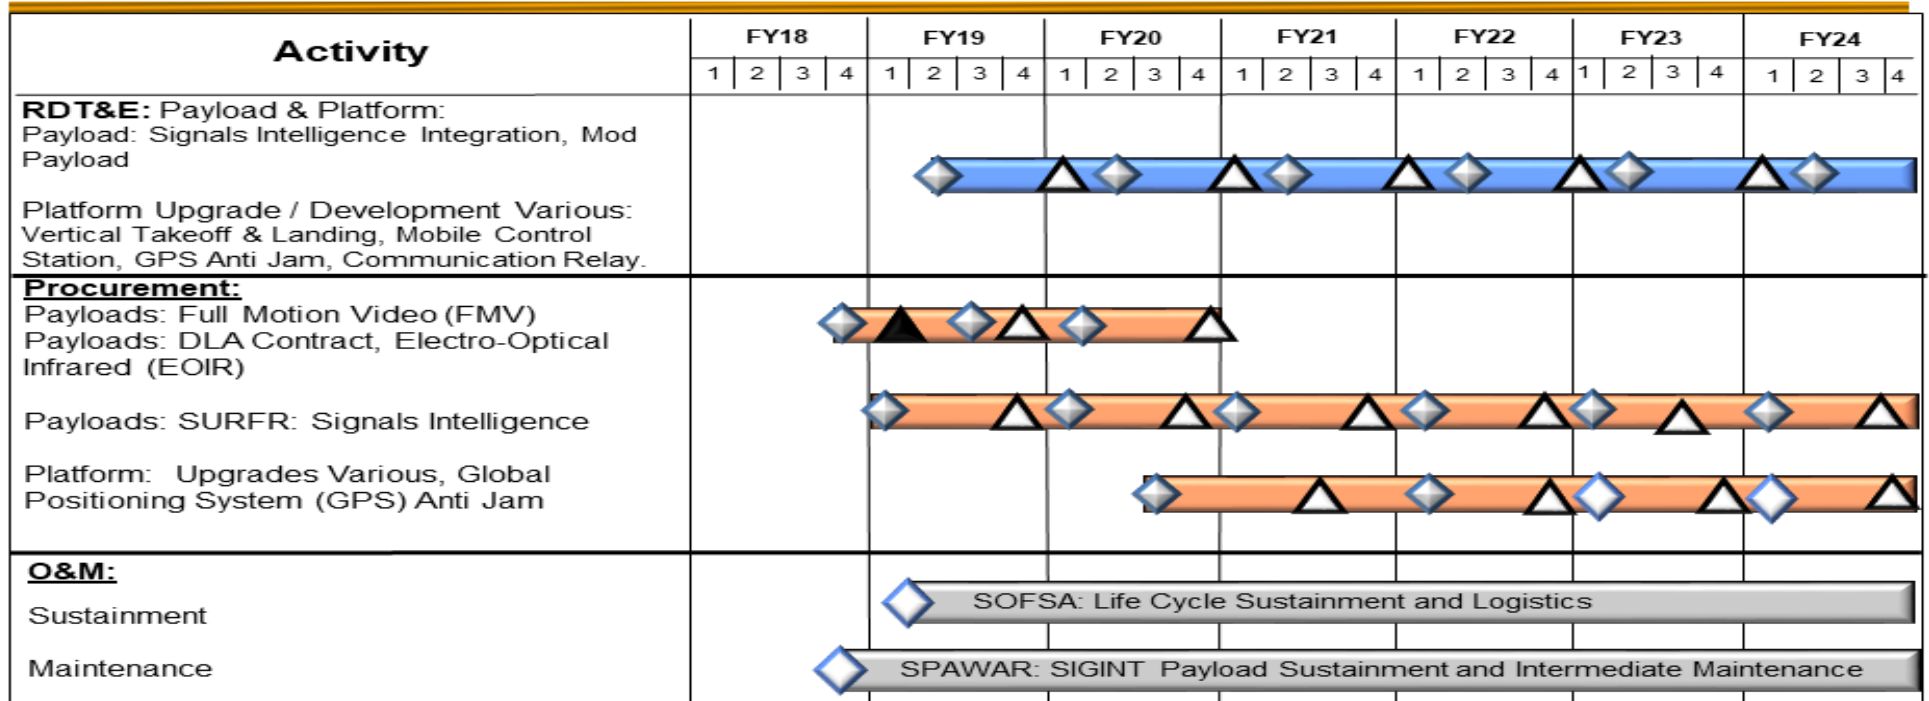 Activity
FY18 FY19 FY20 FY21 FY22 FY23 FY24
1 2 3 4 1 2 3 4 1 2 3 4 1 2 3 4 1 2 3 4 1 2 3 4 1 2 3 4
RDT&E: Payload & Platform:
Payload: Signals Intelligence Integration, Mod
Payload
Platform Upgrade / Development Various:
Vertical Takeoff & Landing, Mobile Control
Station, GPS Anti Jam, Communication Relay.
Procurement:
Payloads: Full Motion Video (FMV)
Payloads: DLA Contract, Electro-Optical
Infrared (EOIR)
Payloads: SURFR: Signals Intelligence
Platform: Upgrades Various, Global
Positioning System (GPS) Anti Jam
O&M:
Sustainment
SOFSA: Life Cycle Sustainment and Logistics
Maintenance
SPAWAR: SIGINT Payload Sustainment and Intermediate Maintenance